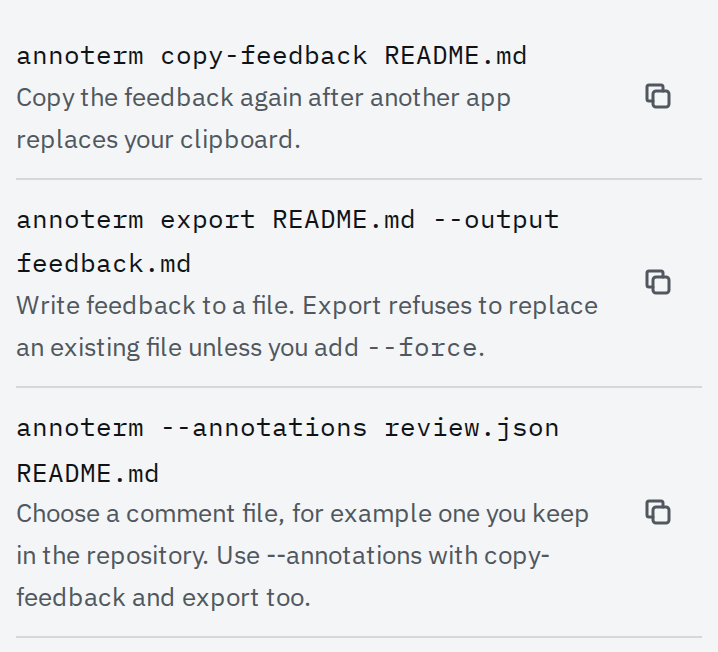 annoterm copy-feedback README.md
Copy the feedback again after another app
replaces your clipboard.
annoterm export README.md --output
feedback.md
Write feedback to a file. Export refuses to replace
an existing file unless you add --force.
annoterm --annotations review.json
README.md
Choose a comment file, for example one you keep
in the repository. Use --annotations with copy-
feedback and export too.